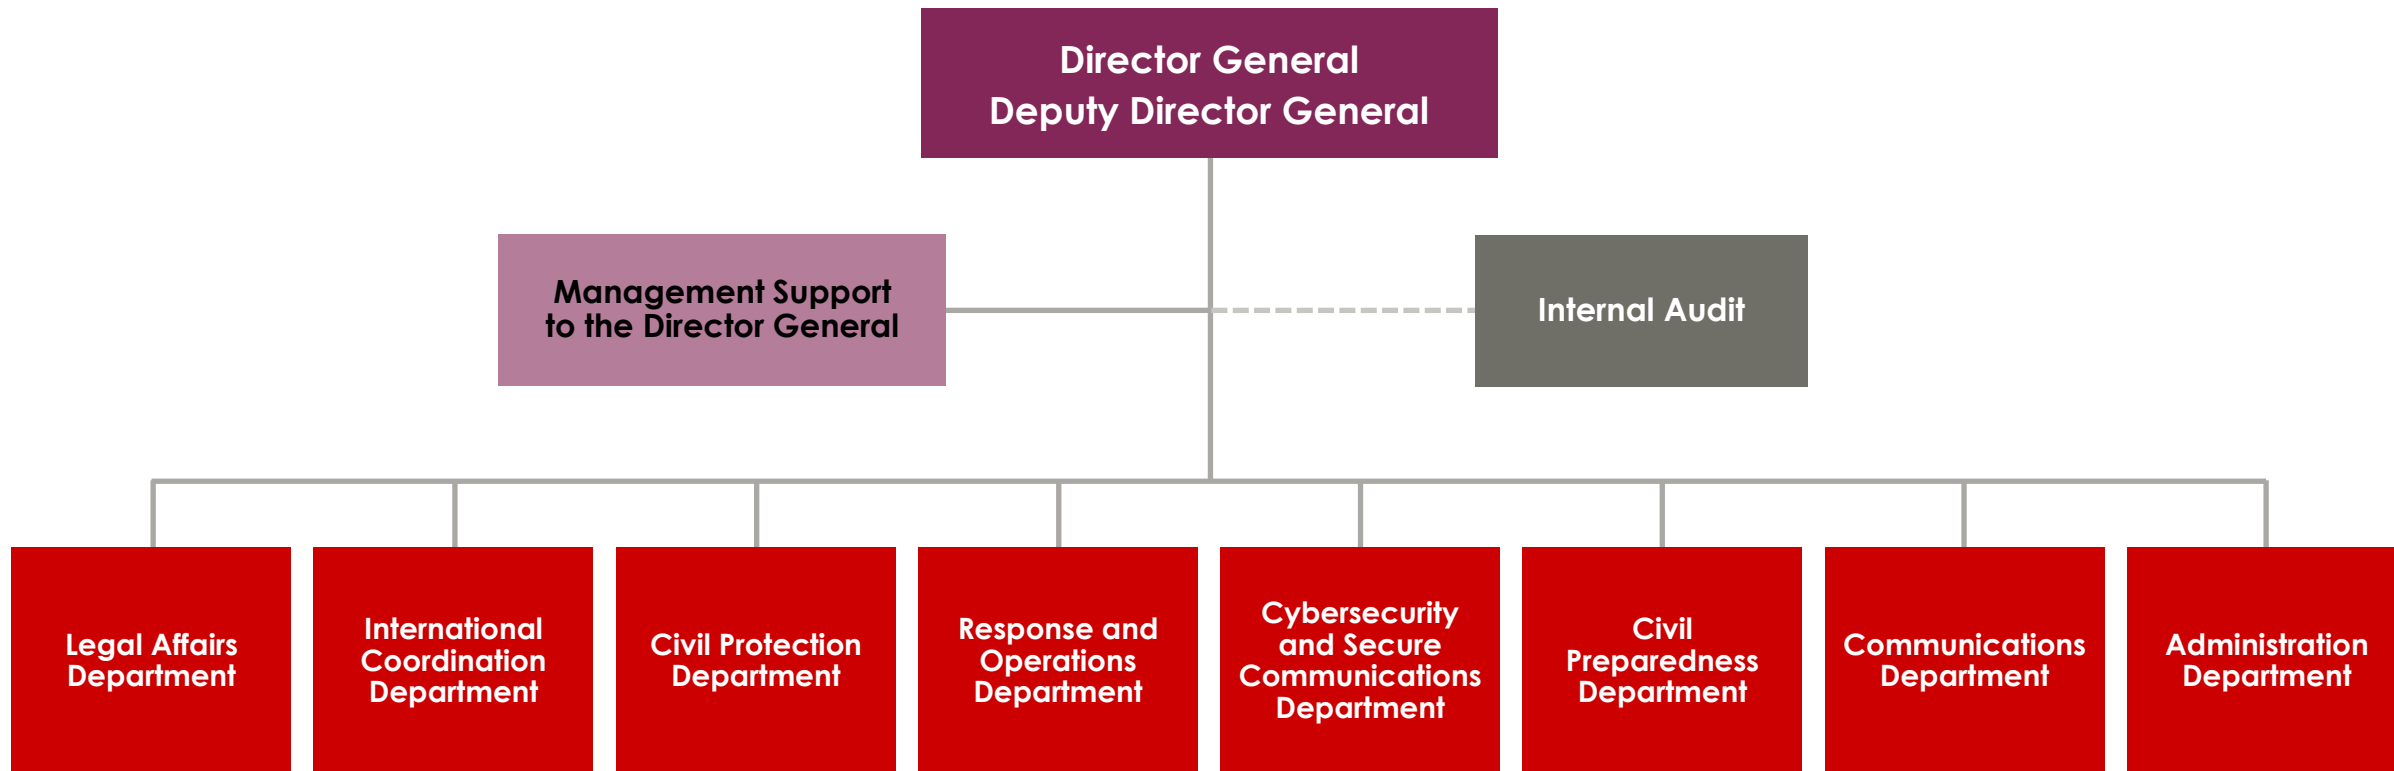 Director General
Deputy Director General
Management Support
to the Director General
Internal Audit
Legal Affairs
Department
International
Coordination
Department
Civil Protection
Department
Response and
Operations
Department
Cybersecurity
and Secure
Communications
Department
Civil
Preparedness
Department
Communications
Department
Administration
Department